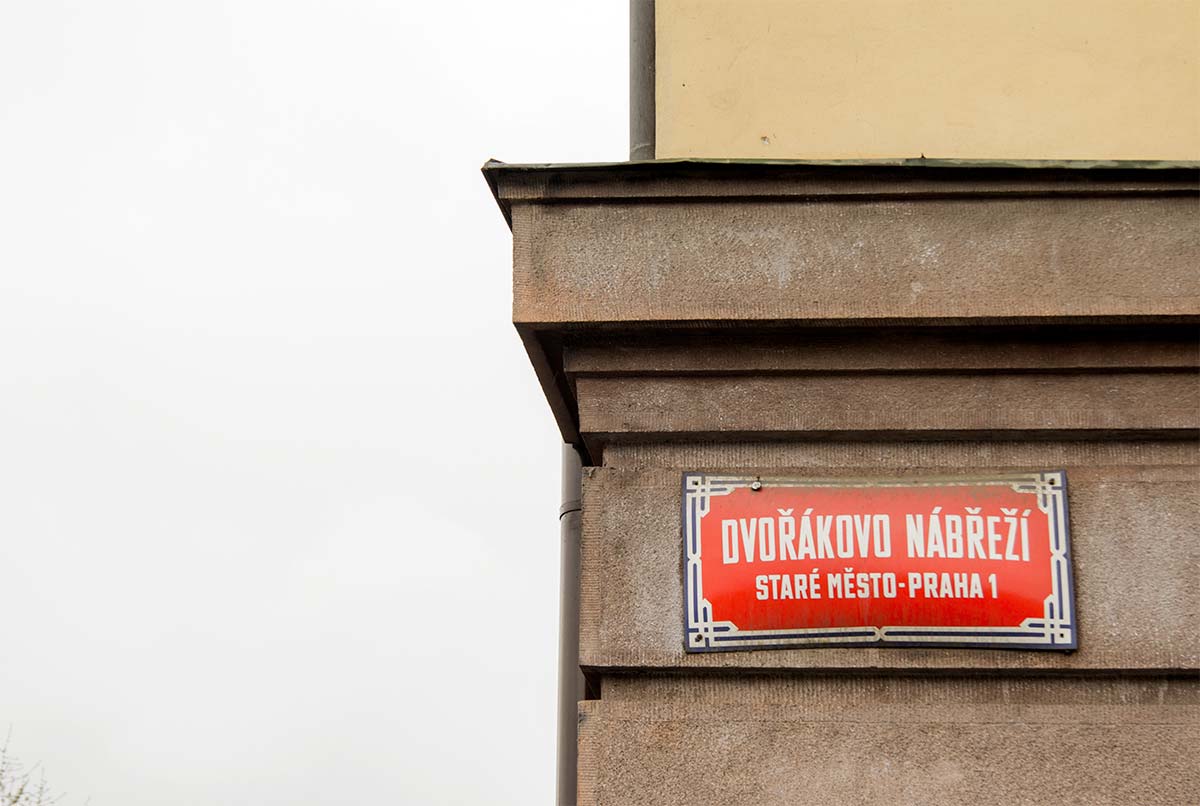 DVOŘÁKOVO NÁBŘEŽÍ
STARÉ MĚSTO-PRAHA 1